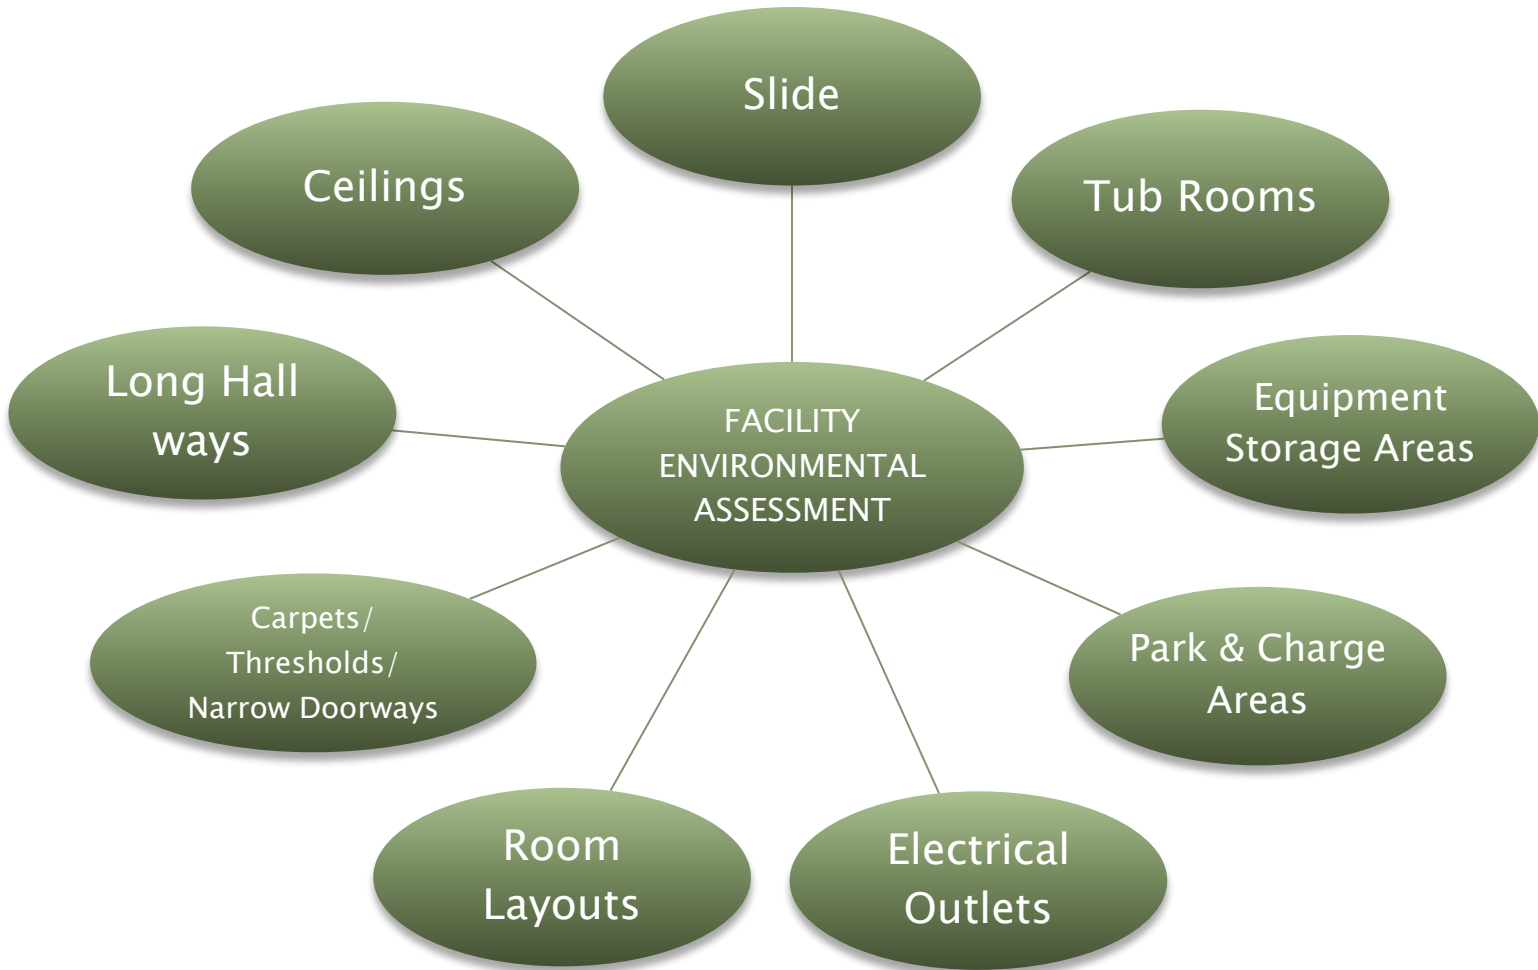 Slide
Ceilings
Tub Rooms
Long Hall
ways
Equipment
Storage Areas
FACILITY
ENVIRONMENTAL
ASSESSMENT
Carpets/
Thresholds/
Narrow Doorways
Park & Charge
Areas
Room
Layouts
Electrical
Outlets